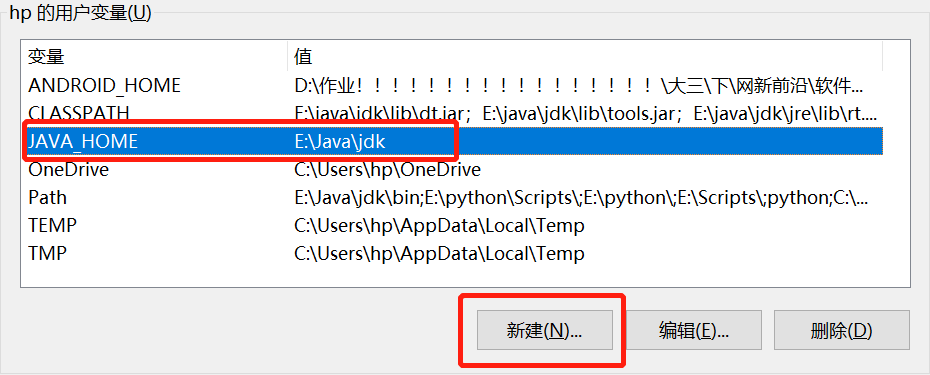 hp 的用户变量(U)
变量 值
ANDROID_HOME D:\作业！！！！！！！！！！！！！！！！！！\大三\下\网新前沿\软件...
CLASSPATH E:\java\jdk\lib\dt.jar；E:\java\jdk\lib\tools.jar；E:\java\jdk\jre\lib\rt....
JAVA_HOME E:\Java\jdk
OneDrive C:\Users\hp\OneDrive
Path E:\Java\jdk\bin;E:\python\Scripts\;E:\python\;E:\Scripts\;python;C:\...
TEMP C:\Users\hp\AppData\Local\Temp
TMP C:\Users\hp\AppData\Local\Temp
新建(N)... 编辑(E)... 删除(D)